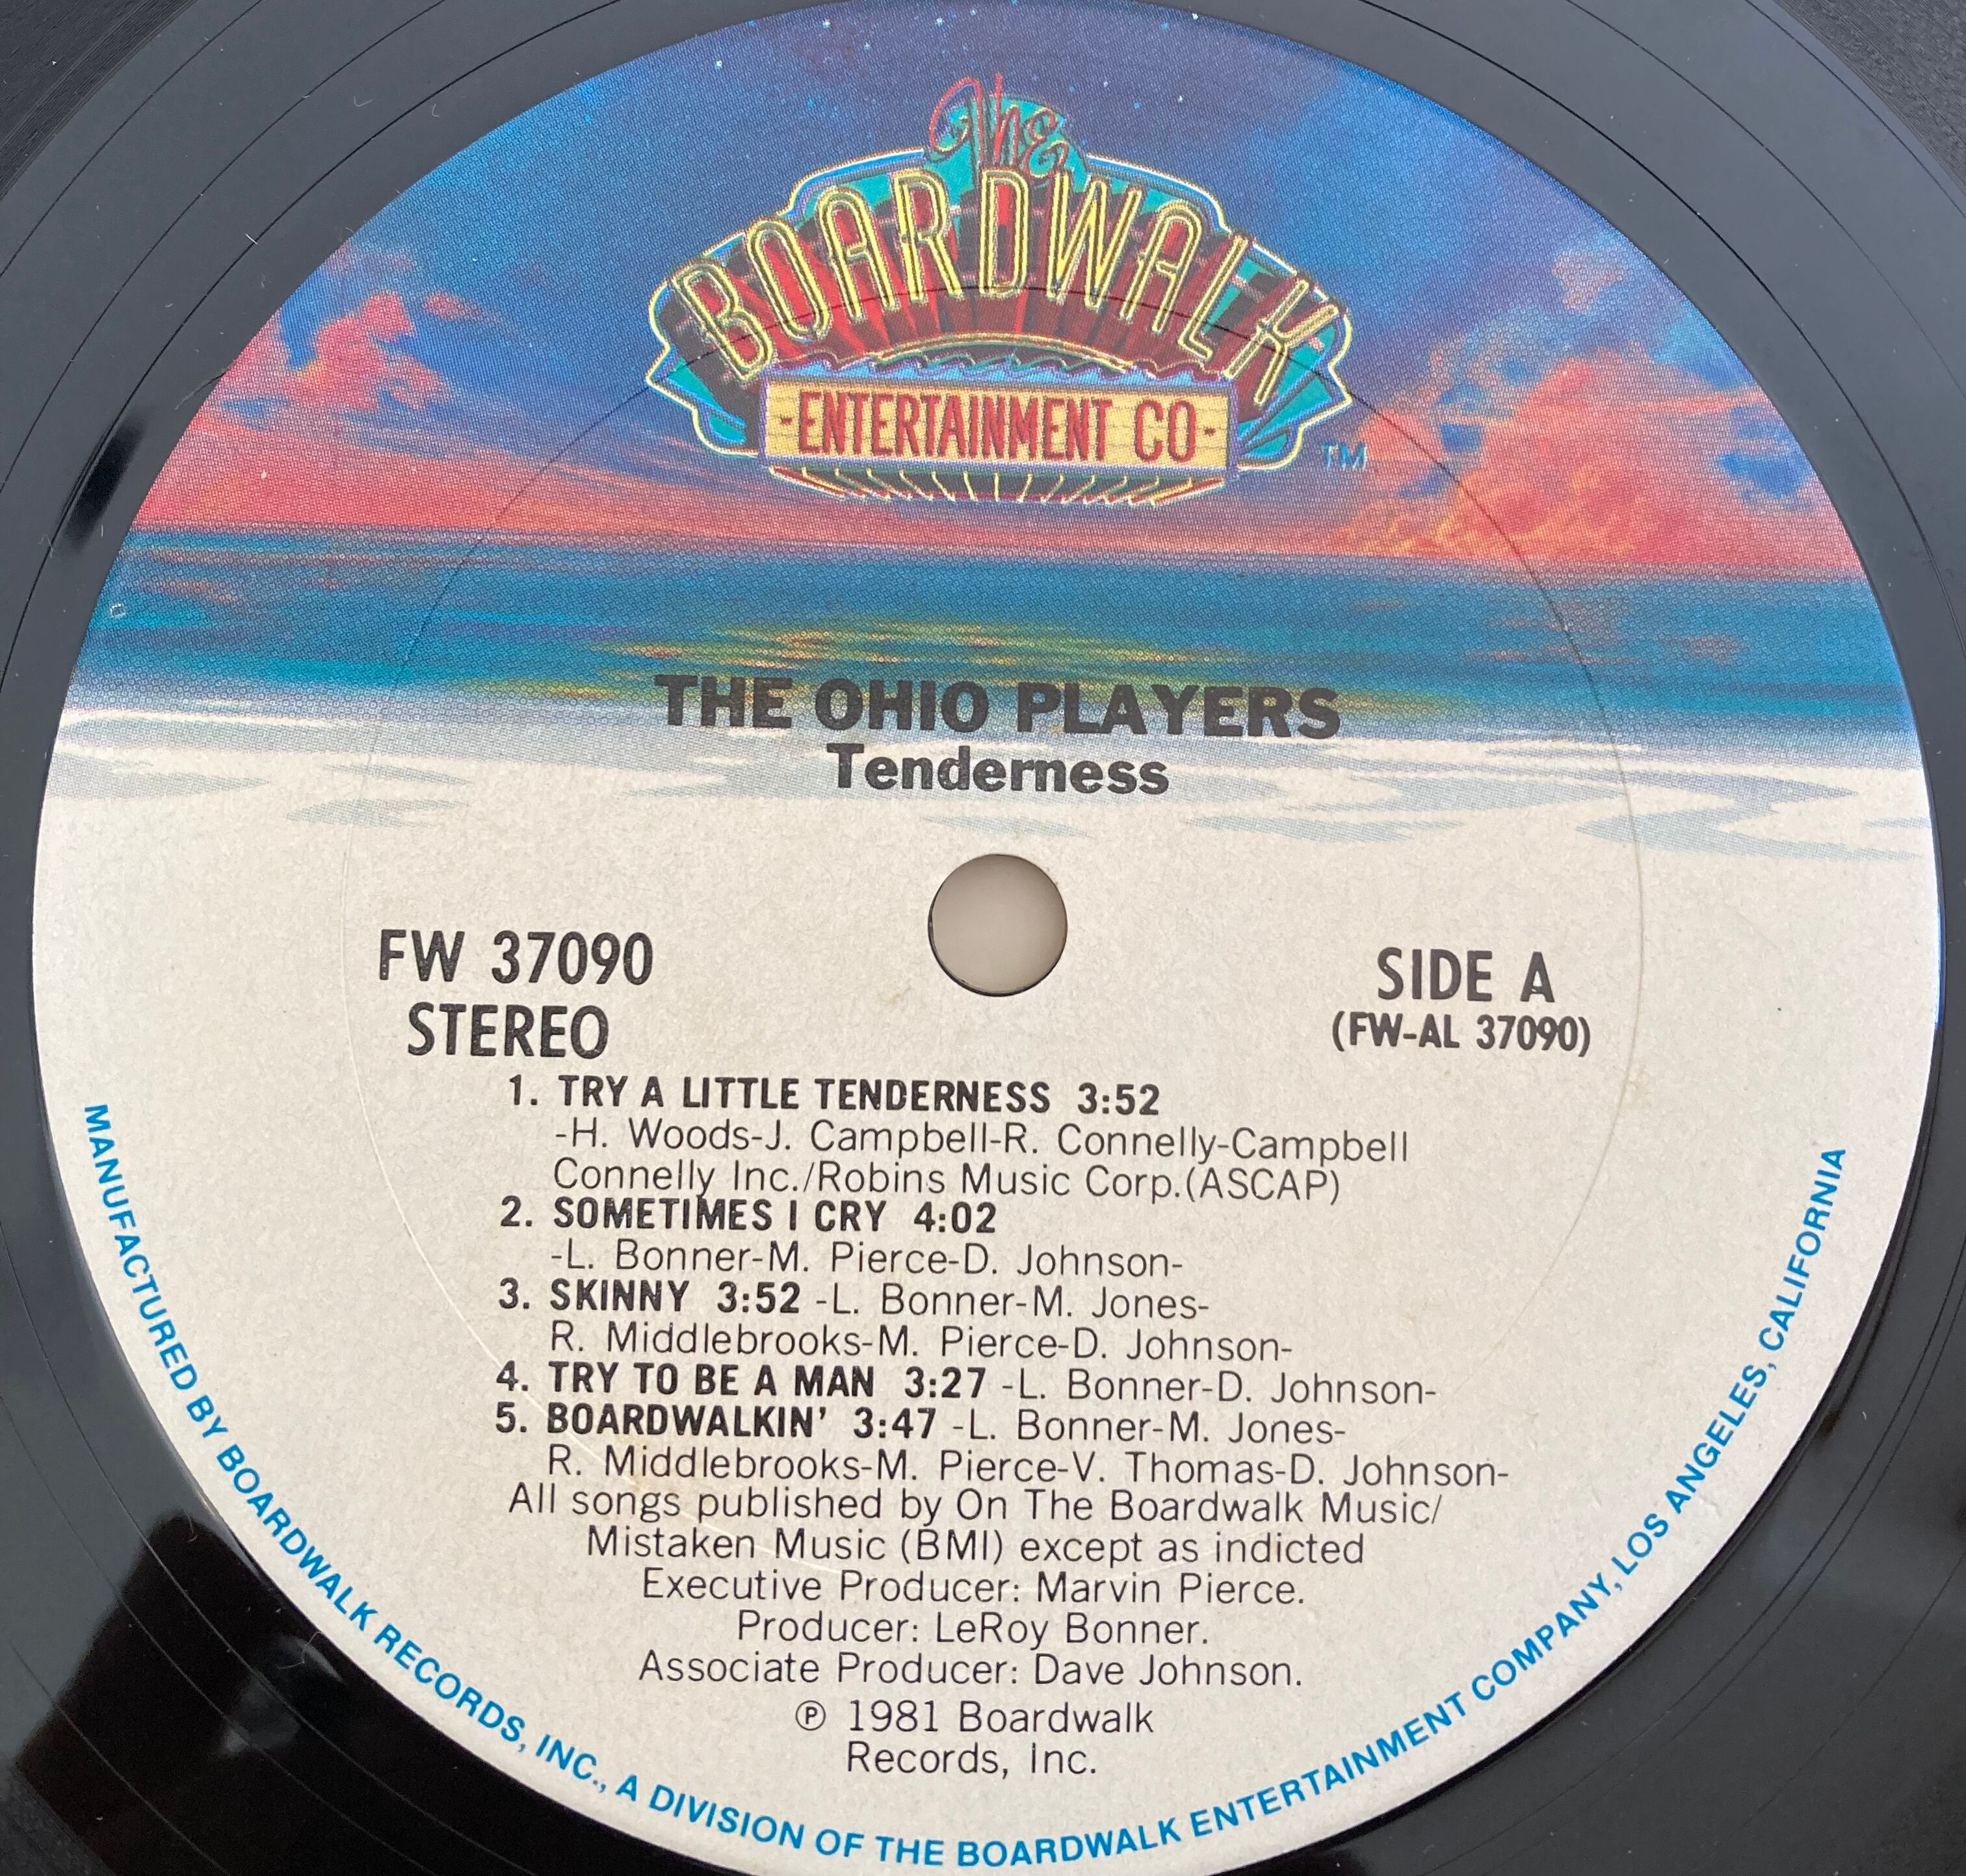 The
BOARDWALK
-ENTERTAINMENT CO-
TM
THE OHIO PLAYERS
Tenderness
FW 37090
STEREO
SIDE A
(FW-AL 37090)
1. TRY A LITTLE TENDERNESS 3:52
-H. Woods-J. Campbell-R. Connelly-Campbell
Connelly Inc./Robins Music Corp.(ASCAP)
2. SOMETIMES I CRY 4:02
-L. Bonner-M. Pierce-D. Johnson-
3. SKINNY 3:52 -L. Bonner-M. Jones-
R. Middlebrooks-M. Pierce-D. Johnson-
4. TRY TO BE A MAN 3:27 -L. Bonner-D. Johnson-
5. BOARDWALKIN' 3:47 -L. Bonner-M. Jones-
R. Middlebrooks-M. Pierce-V. Thomas-D. Johnson-
All songs published by On The Boardwalk Music/
Mistaken Music (BMI) except as indicted
Executive Producer: Marvin Pierce.
Producer: LeRoy Bonner.
Associate Producer: Dave Johnson.
℗ 1981 Boardwalk
Records, Inc.
MANUFACTURED BY BOARDWALK RECORDS, INC., A DIVISION OF THE BOARDWALK ENTERTAINMENT COMPANY, LOS ANGELES, CALIFORNIA